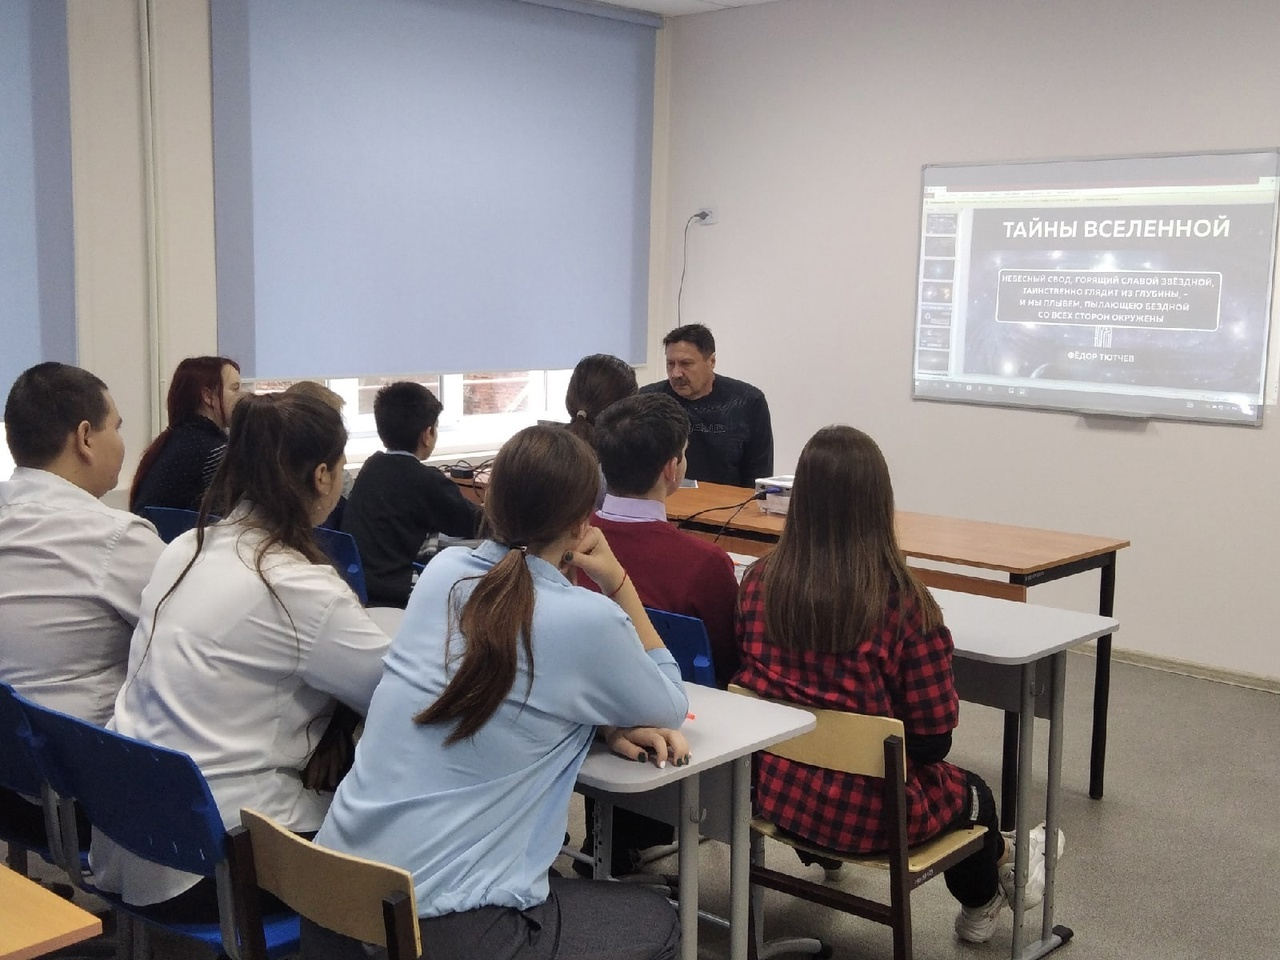 ТАЙНЫ ВСЕЛЕННОЙ
НЕБЕСНЫЙ СВОД, ГОРЯЩИЙ СЛАВОЙ ЗВЁЗДНОЙ,
ТАИНСТВЕННО ГЛЯДИТ ИЗ ГЛУБИНЫ, -
И МЫ ПЛЫВЕМ, ПЫЛАЮЩЕЮ БЕЗДНОЙ
СО ВСЕХ СТОРОН ОКРУЖЕНЫ
ФЁДОР ТЮТЧЕВ